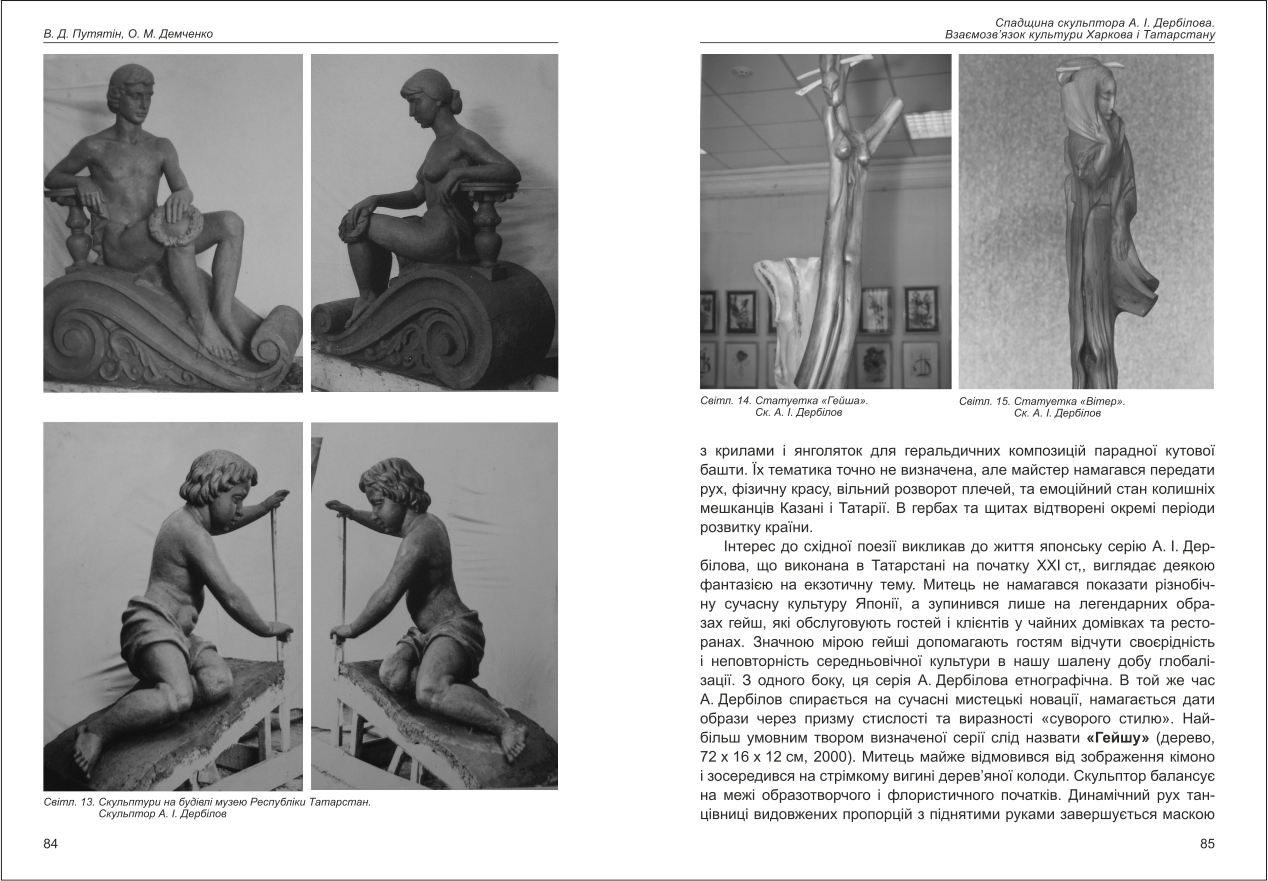 В. Д. Путятін, О. М. Демченко
Світл. 13. Скульптури на будівлі музею Республіки Татарстан.
Скульптор А. І. Дербілов
84
Спадщина скульптора А. І. Дербілова.
Взаємозв’язок культури Харкова і Татарстану
Світл. 14. Статуетка «Гейша».
Ск. А. І. Дербілов
Світл. 15. Статуетка «Вітер».
Ск. А. І. Дербілов
з крилами і янголяток для геральдичних композицій парадної кутової
башти. Їх тематика точно не визначена, але майстер намагався передати
рух, фізичну красу, вільний розворот плечей, та емоційний стан колишніх
мешканців Казані і Татарії. В гербах та щитах відтворені окремі періоди
розвитку країни.
Інтерес до східної поезії викликав до життя японську серію А. І. Дер-
білова, що виконана в Татарстані на початку XXI ст,, виглядає деякою
фантазією на екзотичну тему. Митець не намагався показати різнобіч-
ну сучасну культуру Японії, а зупинився лише на легендарних обра-
зах гейш, які обслуговують гостей і клієнтів у чайних домівках та ресто-
ранах. Значною мірою гейші допомагають гостям відчути своєрідність
і неповторність середньовічної культури в нашу шалену добу глобалі-
зації. З одного боку, ця серія А. Дербілова етнографічна. В той же час
А. Дербілов спирається на сучасні мистецькі новації, намагається дати
образи через призму стислості та виразності «суворого стилю». Най-
більш умовним твором визначеної серії слід назвати «Гейшу» (дерево,
72 х 16 х 12 см, 2000). Митець майже відмовився від зображення кімоно
і зосередився на стрімкому вигині дерев’яної колоди. Скульптор балансує
на межі образотворчого і флористичного початків. Динамічний рух тан-
цівниці видовжених пропорцій з піднятими руками завершується маскою
85